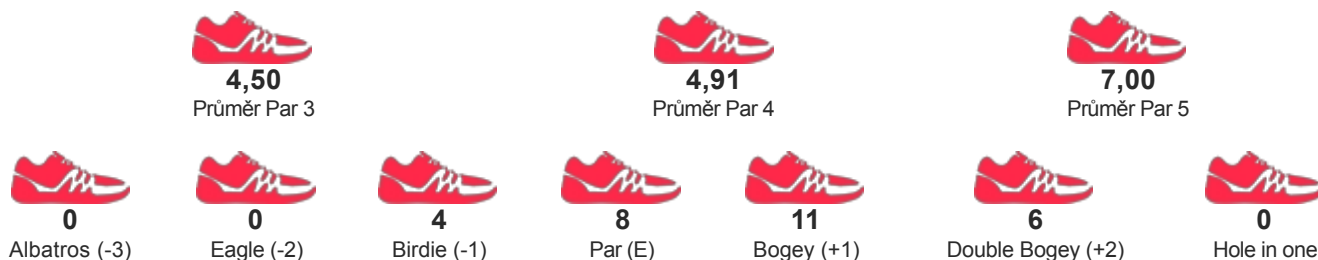 4,50 4,91 7,00
Průměr Par 3 Průměr Par 4 Průměr Par 5
0 0 4 8 11 6 0
Albatros (-3) Eagle (-2) Birdie (-1) Par (E) Bogey (+1) Double Bogey (+2) Hole in one